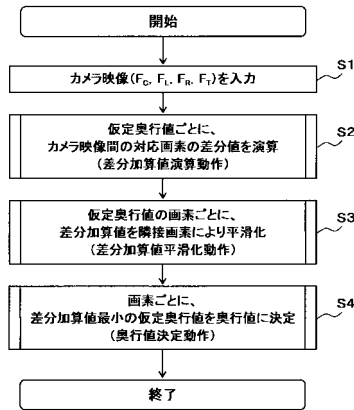 開始
S1
カメラ映像(FC, FL, FR, FT)を入力
S2
仮定奥行値ごとに、
カメラ映像間の対応画素の差分値を演算
(差分加算値演算動作)
S3
仮定奥行値の画素ごとに、
差分加算値を隣接画素により平滑化
(差分加算値平滑化動作)
S4
画素ごとに、
差分加算値最小の仮定奥行値を奥行値に決定
(奥行値決定動作)
終了